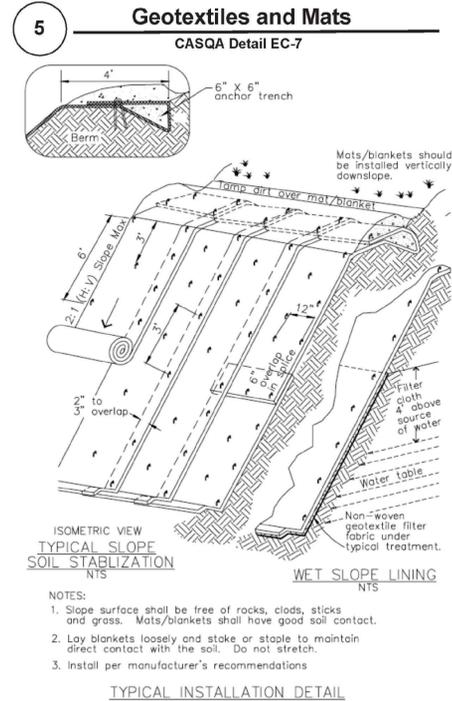 5
Geotextiles and Mats
CASQA Detail EC-7
4'
6" X 6"
anchor trench
Berm
Mats/blankets should
be installed vertically
downslope.
Tamp dirt over mat/blanket
6'
2:1 (H:V) Slope Max
3'
12"
3'
6"
overlap
in splice
2" to
3" overlap
Filter
cloth
4' above
source
of water
Water table
Non-woven
geotextile filter
fabric under
typical treatment.
ISOMETRIC VIEW
TYPICAL SLOPE
SOIL STABLIZATION
NTS
WET SLOPE LINING
NTS
NOTES:
1. Slope surface shall be free of rocks, clods, sticks
and grass. Mats/blankets shall have good soil contact.
2. Lay blankets loosely and stake or staple to maintain
direct contact with the soil. Do not stretch.
3. Install per manufacturer's recommendations
TYPICAL INSTALLATION DETAIL